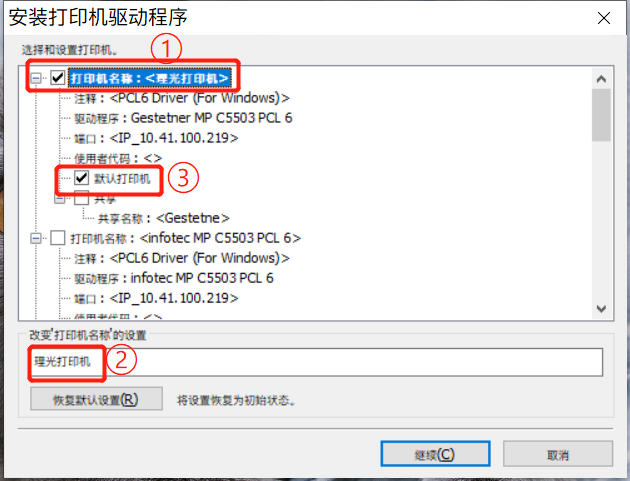 安装打印机驱动程序
选择和设置打印机。
①
打印机名称：<理光打印机>
注释：<PCL6 Driver (For Windows)>
驱动程序：Gestetner MP C5503 PCL 6
端口：<IP_10.41.100.219>
使用者代码：<>
默认打印机 ③
共享
共享名称：<Gestetne>
打印机名称：<infotec MP C5503 PCL 6>
注释：<PCL6 Driver (For Windows)>
驱动程序：infotec MP C5503 PCL 6
端口：<IP_10.41.100.219>
使用者代码：<>
改变'打印机名称'的设置
理光打印机 ②
恢复默认设置(R) 将设置恢复为初始状态。
继续(C) 取消